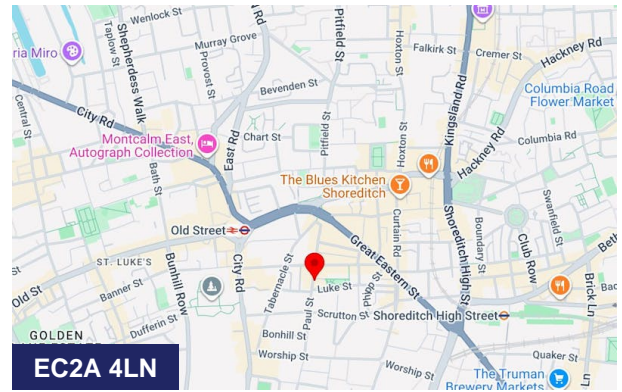 Wenlock St
Taplow St
Shepherdess Walk
ria Miro
Murray Grove
Provost St
Pitfield St
Hoxton St
Falkirk St
Cremer St
Hackney Rd
Bevenden St
Kingsland Rd
Columbia Road
Flower Market
Central St
City Rd
East Rd
Chart St
Pitfield St
Montcalm East,
Autograph Collection
Bath St
Hoxton St
Hackney Rd
Columbia Rd
The Blues Kitchen
Shoreditch
Swanfield St
Old Street
Curtain Rd
Shoreditch High St
Boundary St
Club Row
Beth
ST. LUKE'S
Great Eastern St
Old St
Banner St
Bunhill Row
City Rd
Tabernacle St
Luke St
Phipp St
Brick Ln
Paul St
Scrutton St
Shoreditch High Street
Dufferin St
Bonhill St
GOLDEN
Worship St
Worship St
Quaker St
The Truman
Brewery Markets
EC2A 4LN